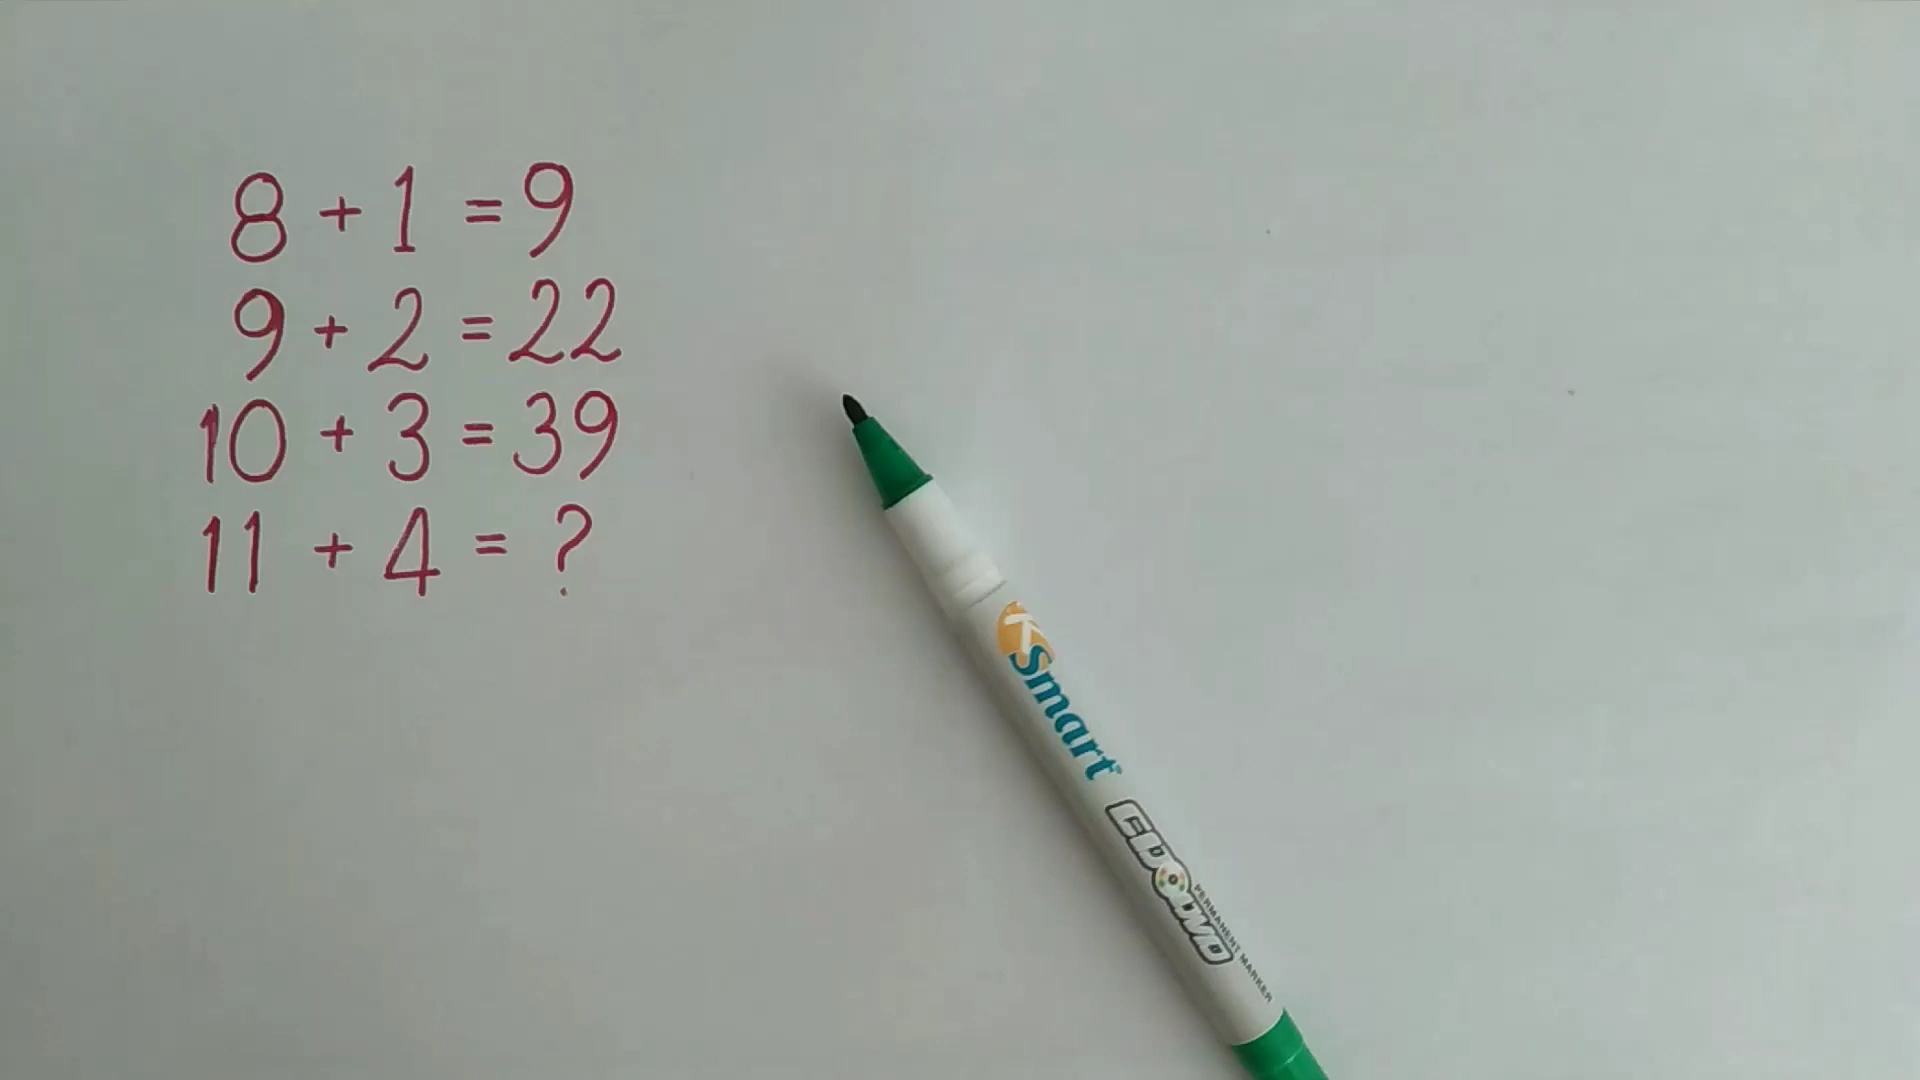 8 + 1 = 9
9 + 2 = 22
10 + 3 = 39
11 + 4 = ?
K
Smart
PERMANENT MARKER